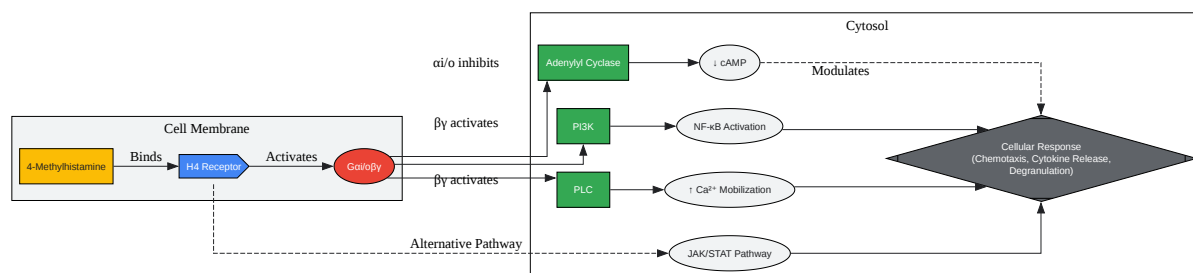 Cytosol
αi/o inhibits
Adenylyl Cyclase
↓ cAMP
Modulates
Cell Membrane
βγ activates
PI3K
NF-κB Activation
4-Methylhistamine
Binds
H4 Receptor
Activates
Gαi/oβγ
Cellular Response
(Chemotaxis, Cytokine Release,
Degranulation)
βγ activates
PLC
↑ Ca²⁺ Mobilization
Alternative Pathway
JAK/STAT Pathway